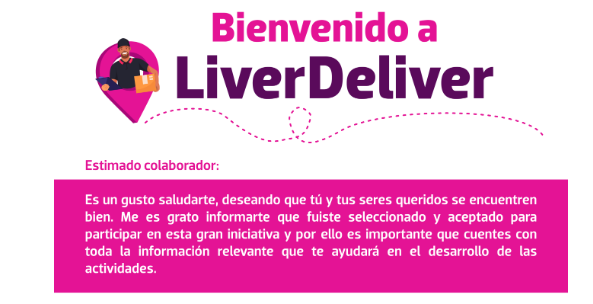 Bienvenido a
LiverDeliver
Estimado colaborador:
Es un gusto saludarte, deseando que tú y tus seres queridos se encuentren
bien. Me es grato informarte que fuiste seleccionado y aceptado para
participar en esta gran iniciativa y por ello es importante que cuentes con
toda la información relevante que te ayudará en el desarrollo de las
actividades.